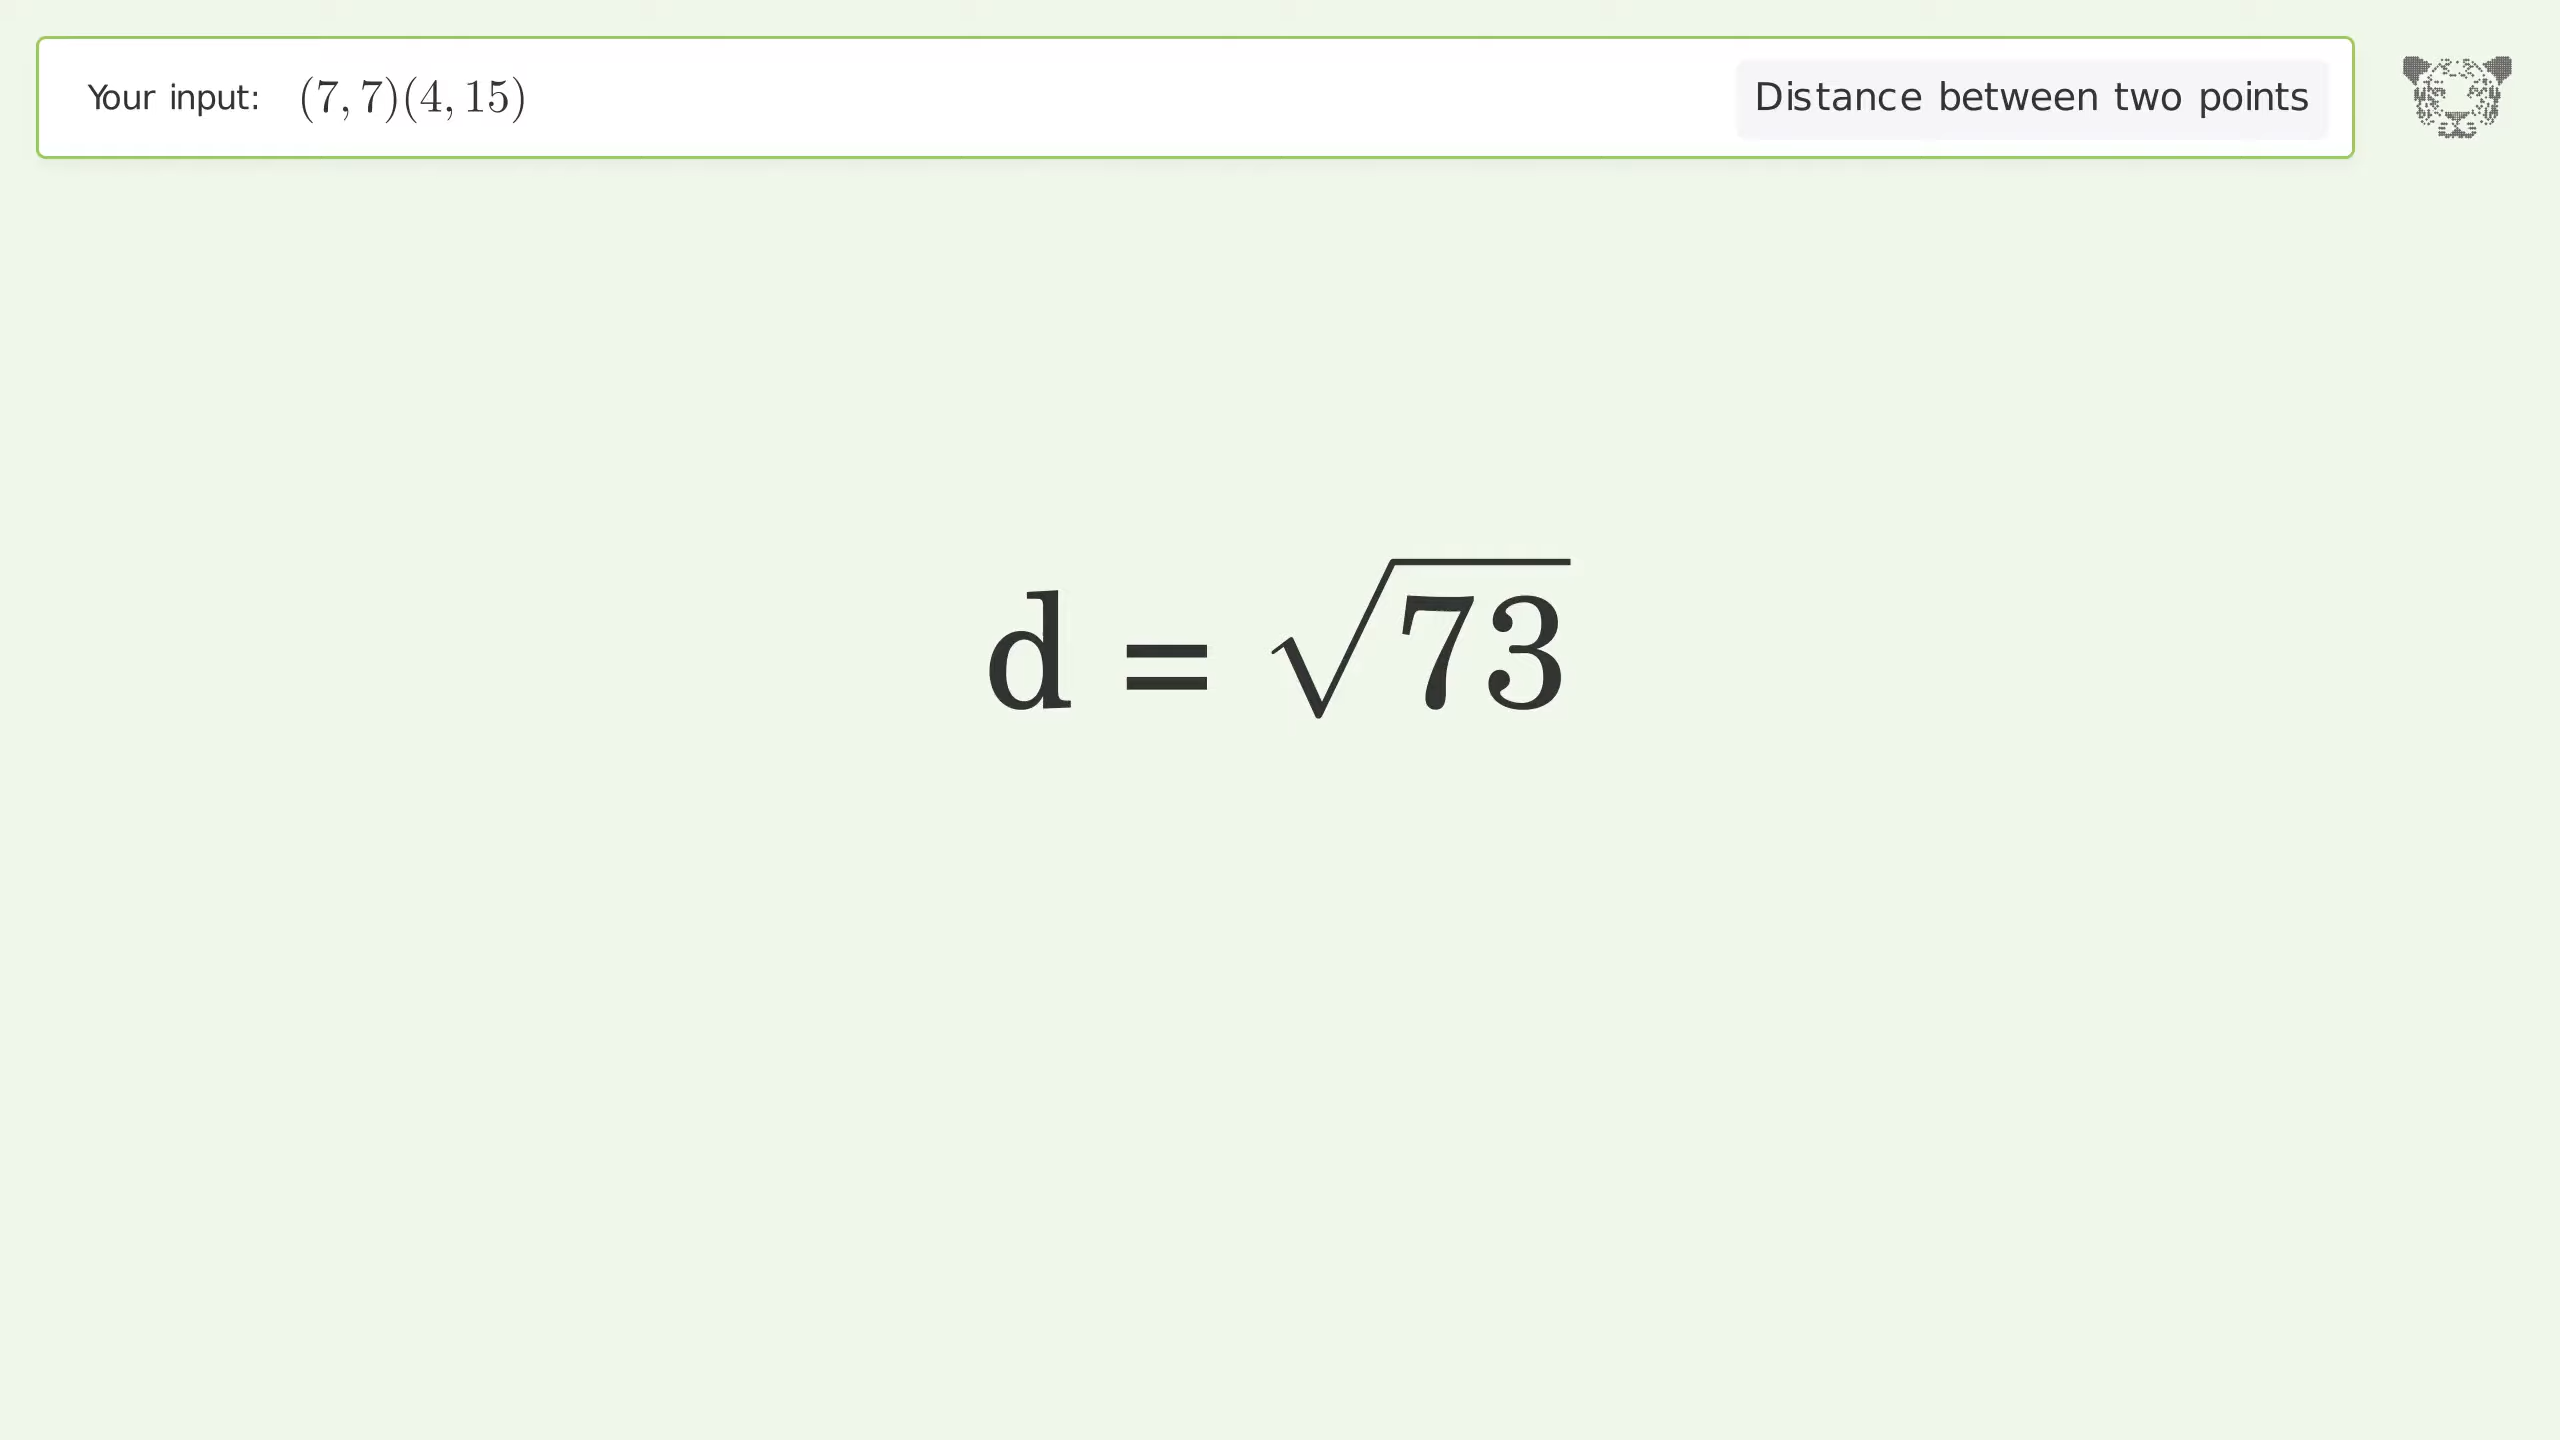 Your input: (7, 7)(4, 15) Distance between two points
d = √73